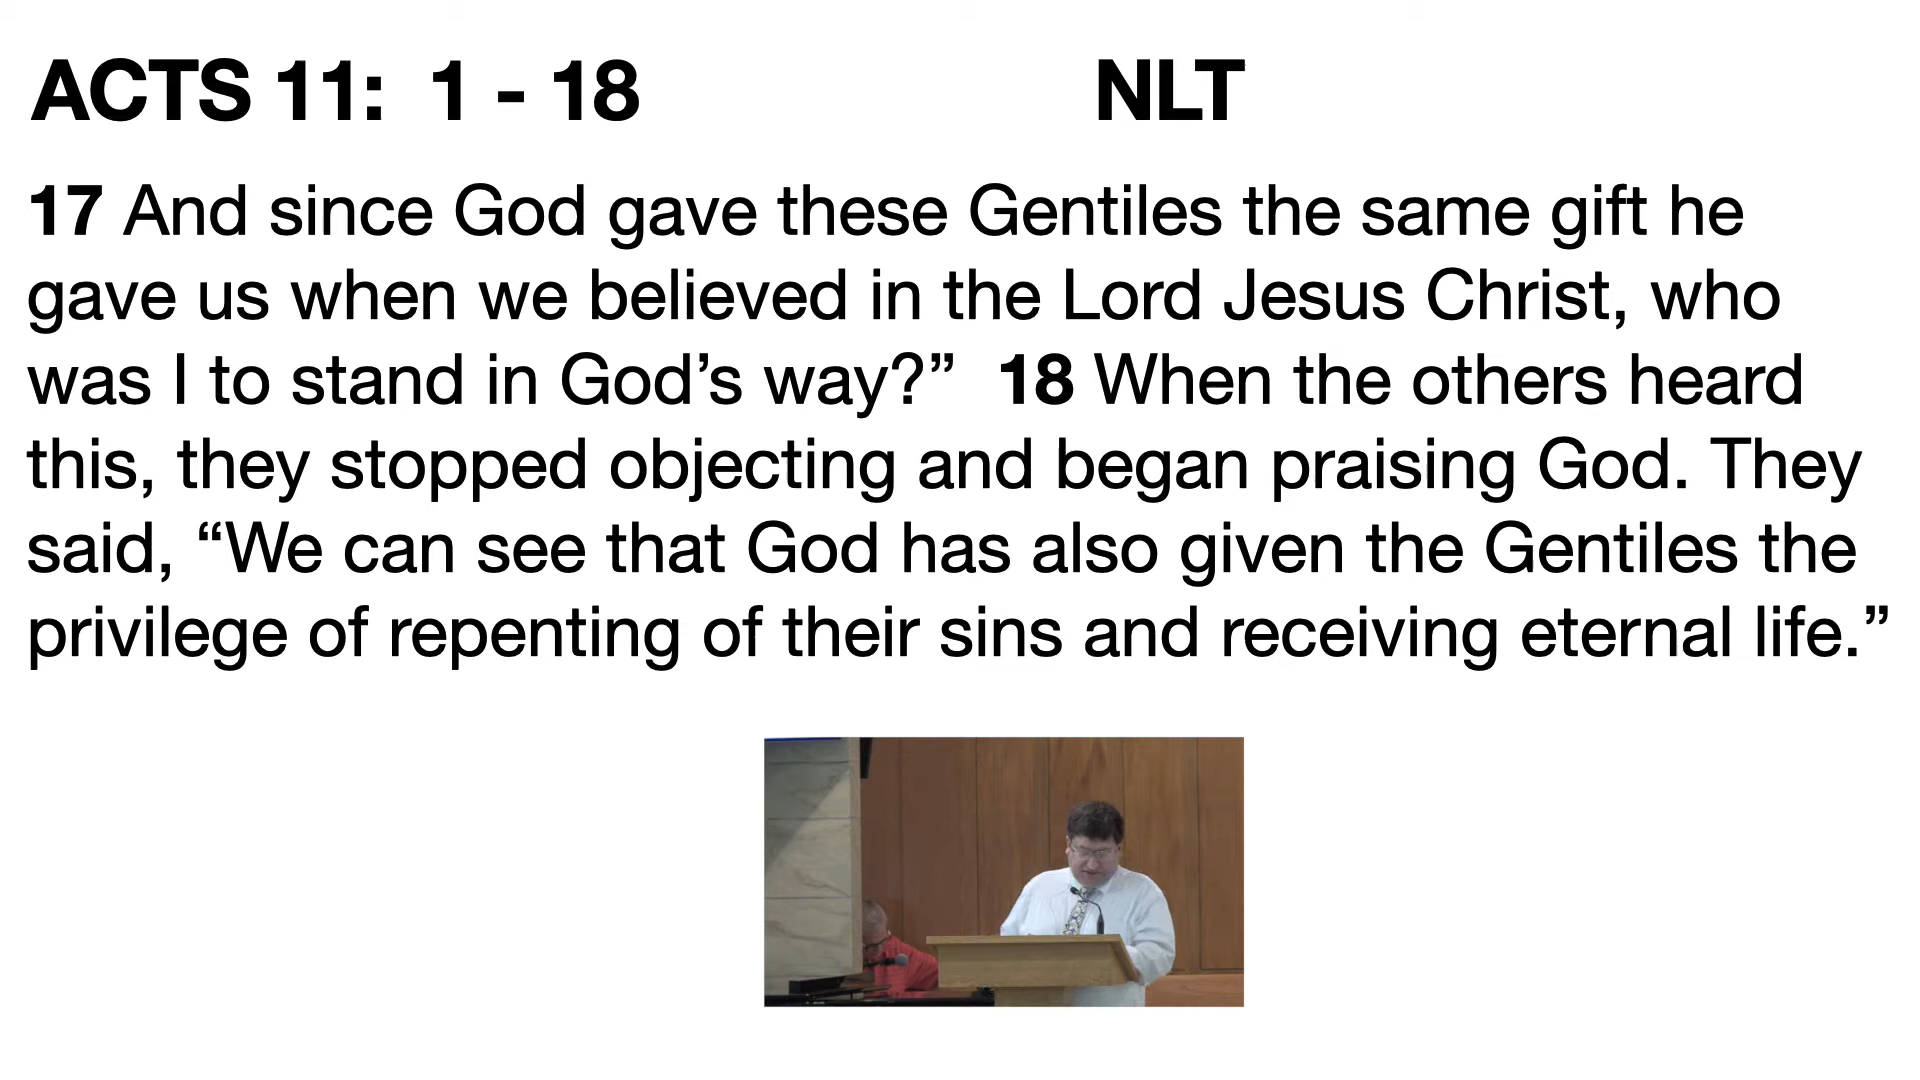 ACTS 11:  1 - 18 NLT
17 And since God gave these Gentiles the same gift he
gave us when we believed in the Lord Jesus Christ, who
was I to stand in God’s way?”  18 When the others heard
this, they stopped objecting and began praising God. They
said, “We can see that God has also given the Gentiles the
privilege of repenting of their sins and receiving eternal life.”